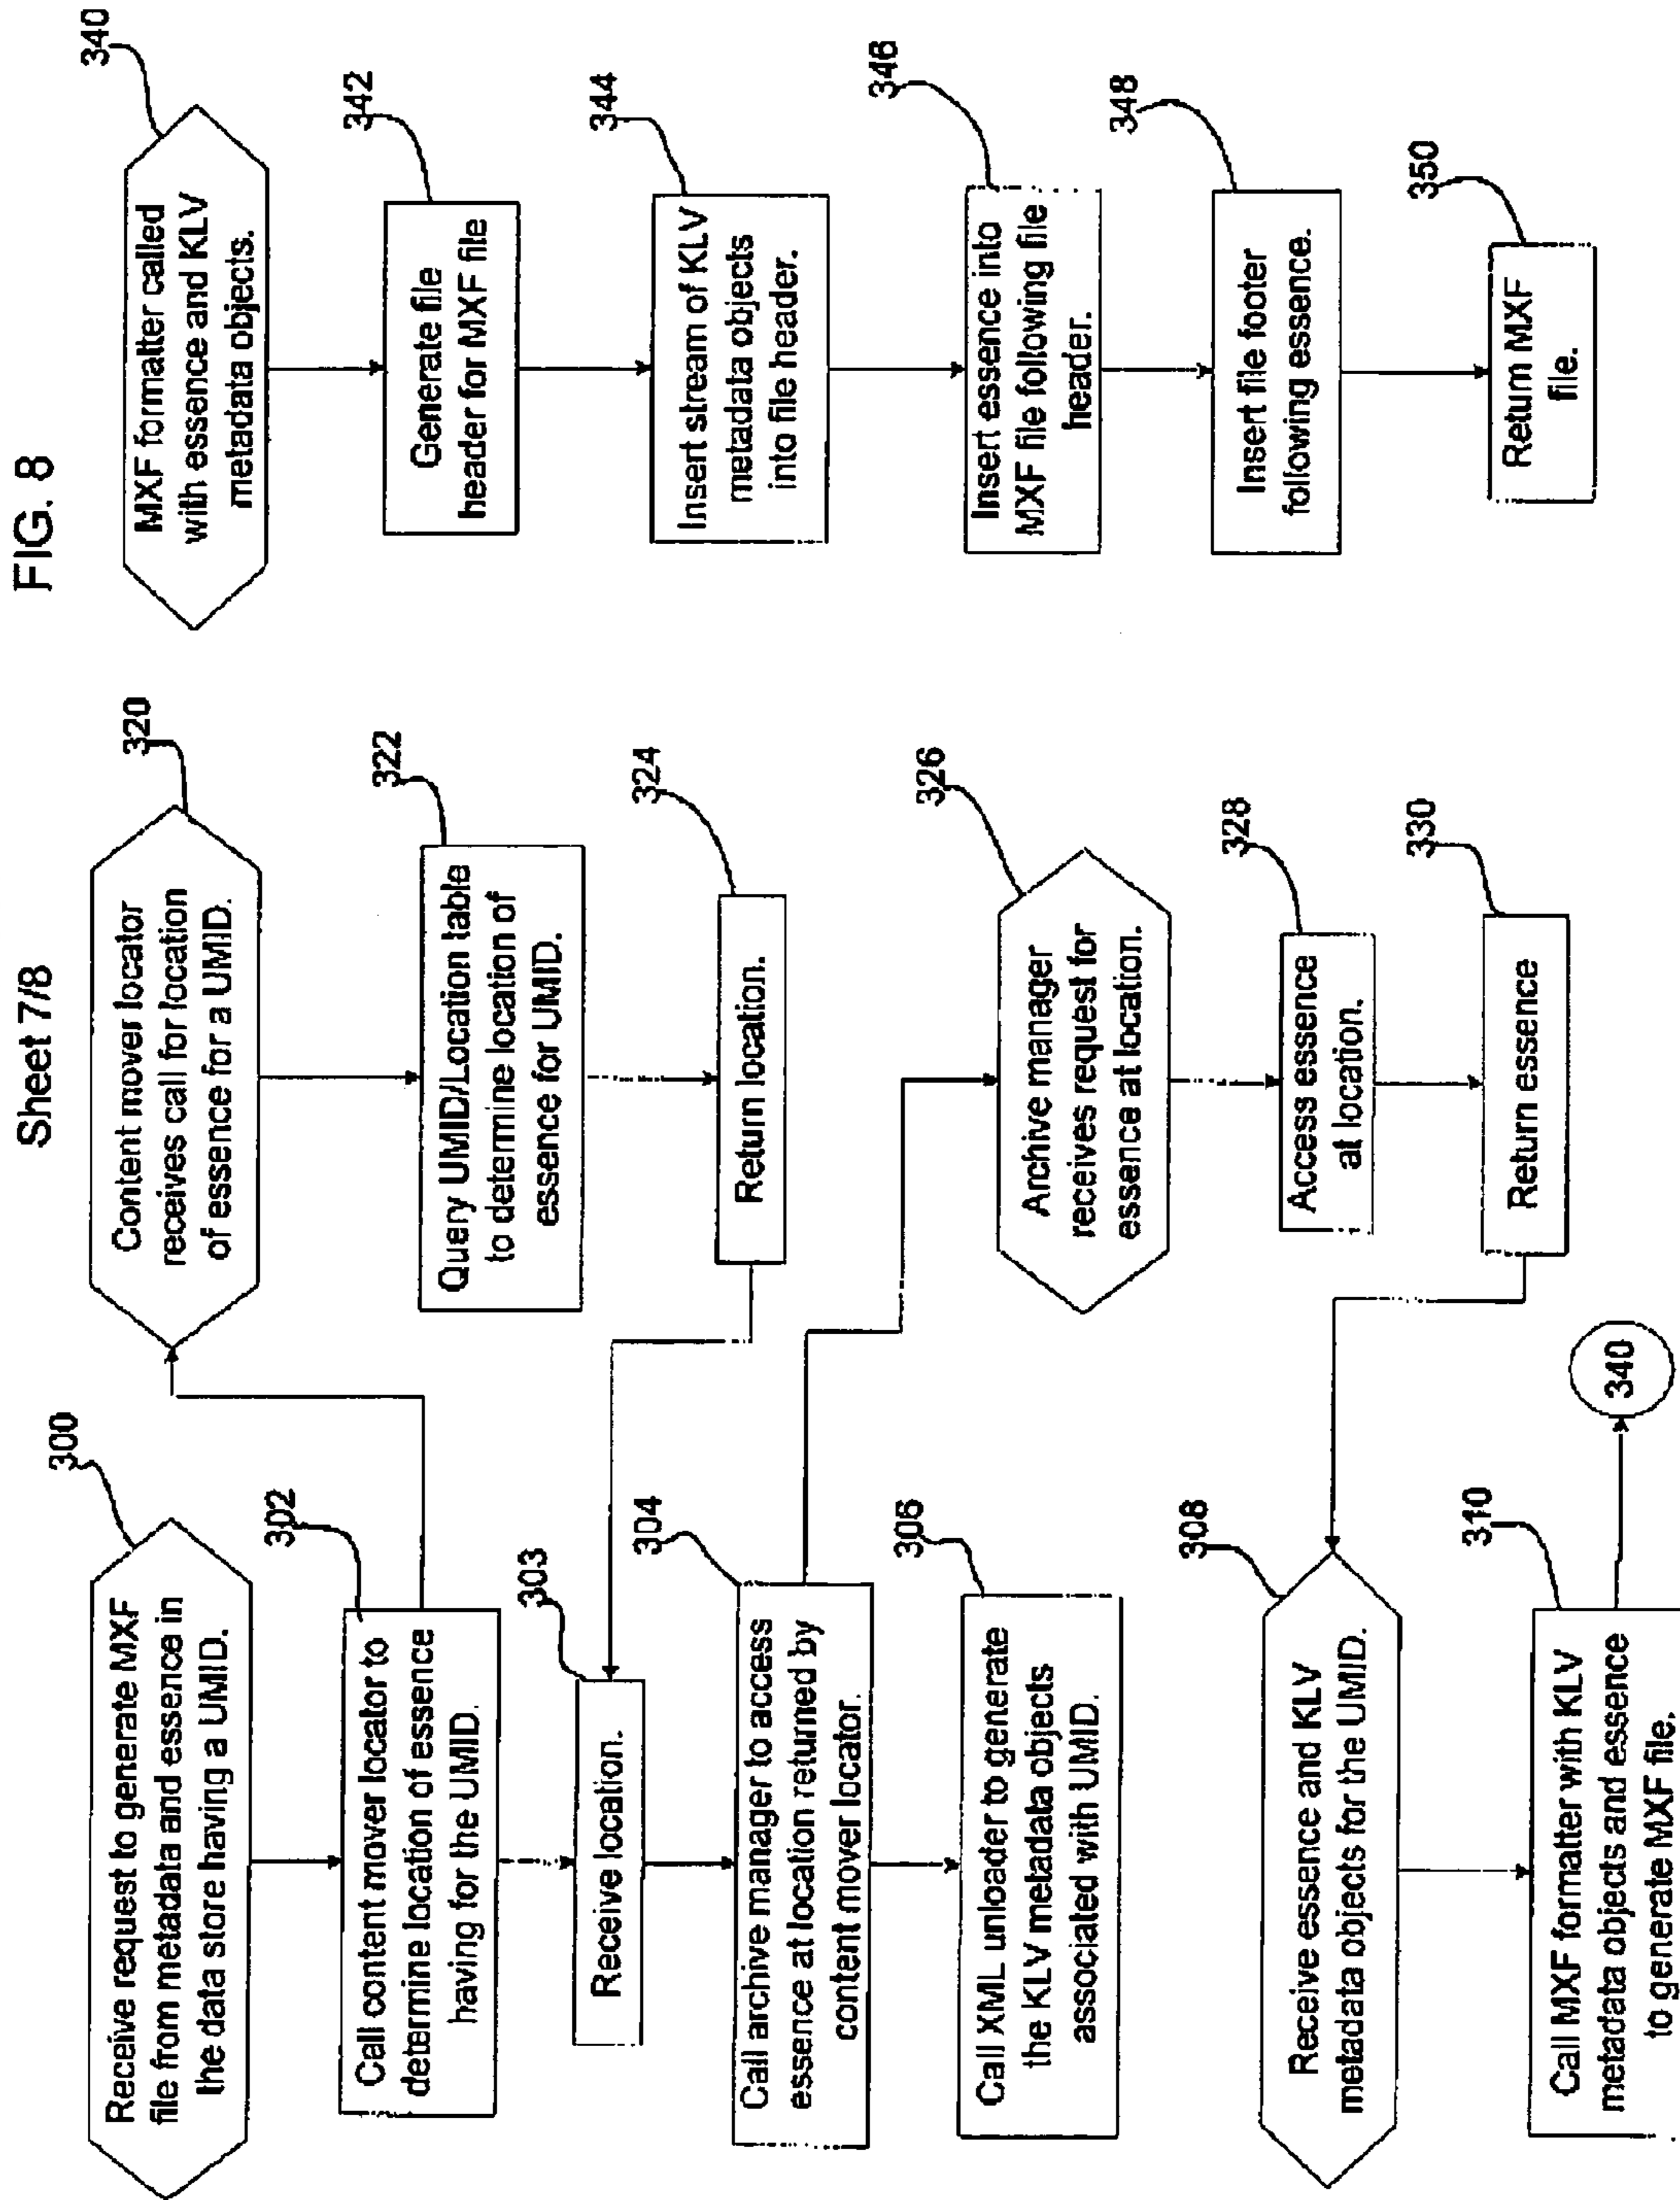 Sheet 7/8
FIG. 8
300
Receive request to generate MXF
file from metadata and essence in
the data store having a UMID.
302
Call content mover locator to
determine location of essence
having for the UMID.
303
Receive location.
304
Call archive manager to access
essence at location returned by
content mover locator.
306
Call XML unloader to generate
the KLV metadata objects
associated with UMID.
308
Receive essence and KLV
metadata objects for the UMID.
310
Call MXF formatter with KLV
metadata objects and essence
to generate MXF file.
340
320
Content mover locator
receives call for location
of essence for a UMID.
322
Query UMID/Location table
to determine location of
essence for UMID.
324
Return location.
326
Archive manager
receives request for
essence at location.
328
Access essence
at location.
330
Return essence
340
MXF formatter called
with essence and KLV
metadata objects.
342
Generate file
header for MXF file
344
Insert stream of KLV
metadata objects
into file header.
346
Insert essence into
MXF file following file
header.
348
Insert file footer
following essence.
350
Return MXF
file.